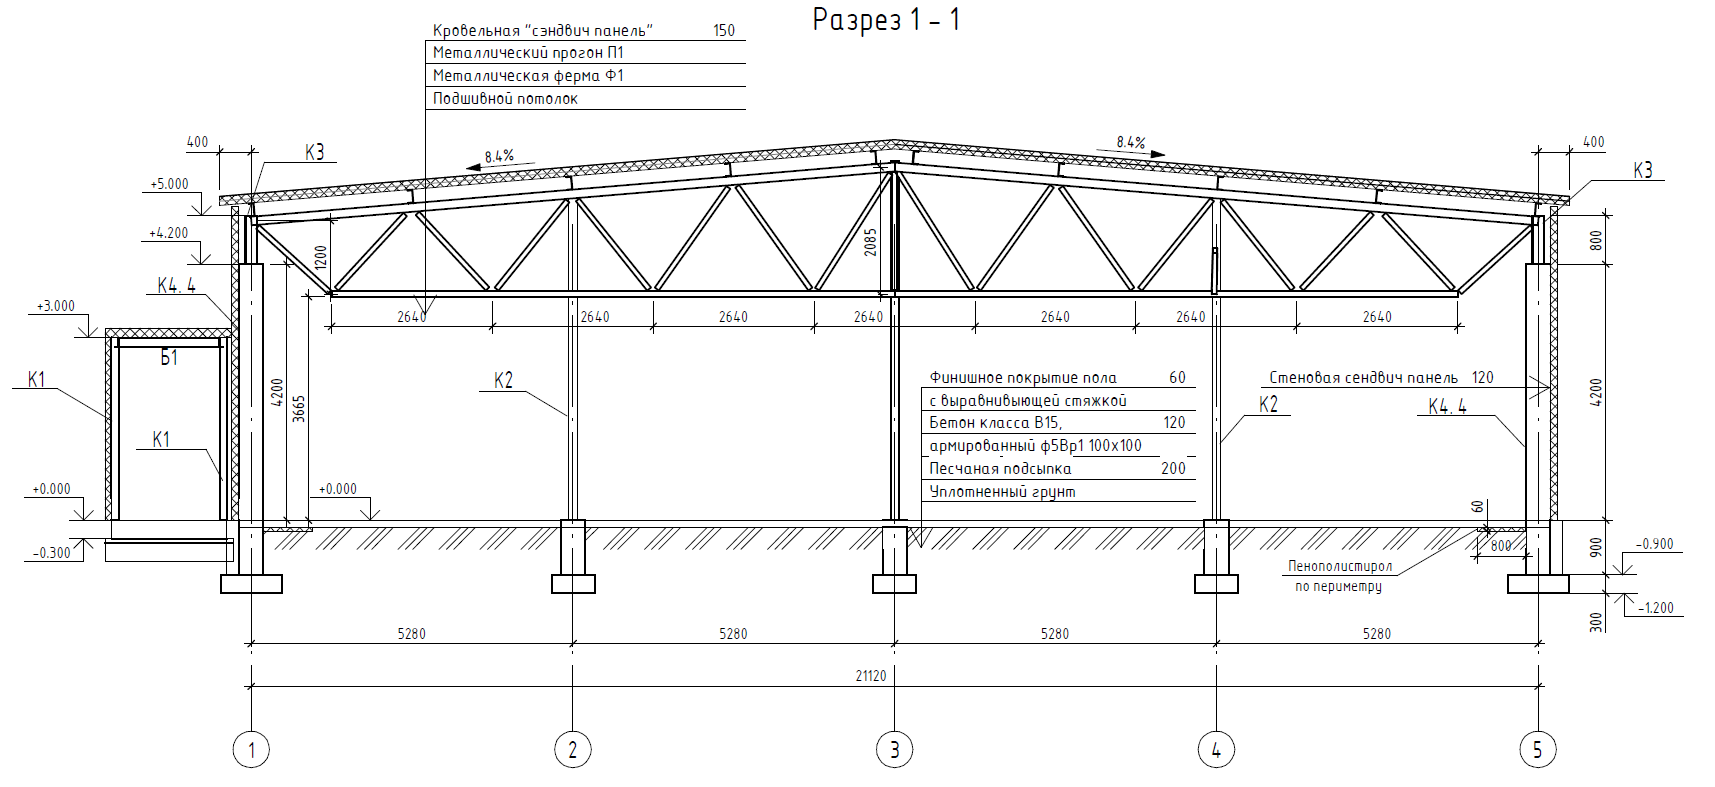 Разрез 1 – 1
Кровельная "сэндвич панель" 150
Металлический прогон П1
Металлическая ферма Ф1
Подшивной потолок
400
К3
8.4%
8.4%
400
К3
+5.000
+4.200
К4. 4
+3.000
Б1
К1
К1
1200
2085
800
2640
2640
2640
2640
2640
2640
2640
4200
3665
К2
Финишное покрытие пола 60
с выравнивыющей стяжкой
Бетон класса В15, 120
армированный ф5Вр1 100х100
Песчаная подсыпка 200
Уплотненный грунт
Стеновая сендвич панель 120
К2
К4. 4
4200
+0.000
+0.000
-0.300
60
800
900
-0.900
Пенополистирол
по периметру
-1.200
300
5280
5280
5280
5280
21120
1
2
3
4
5